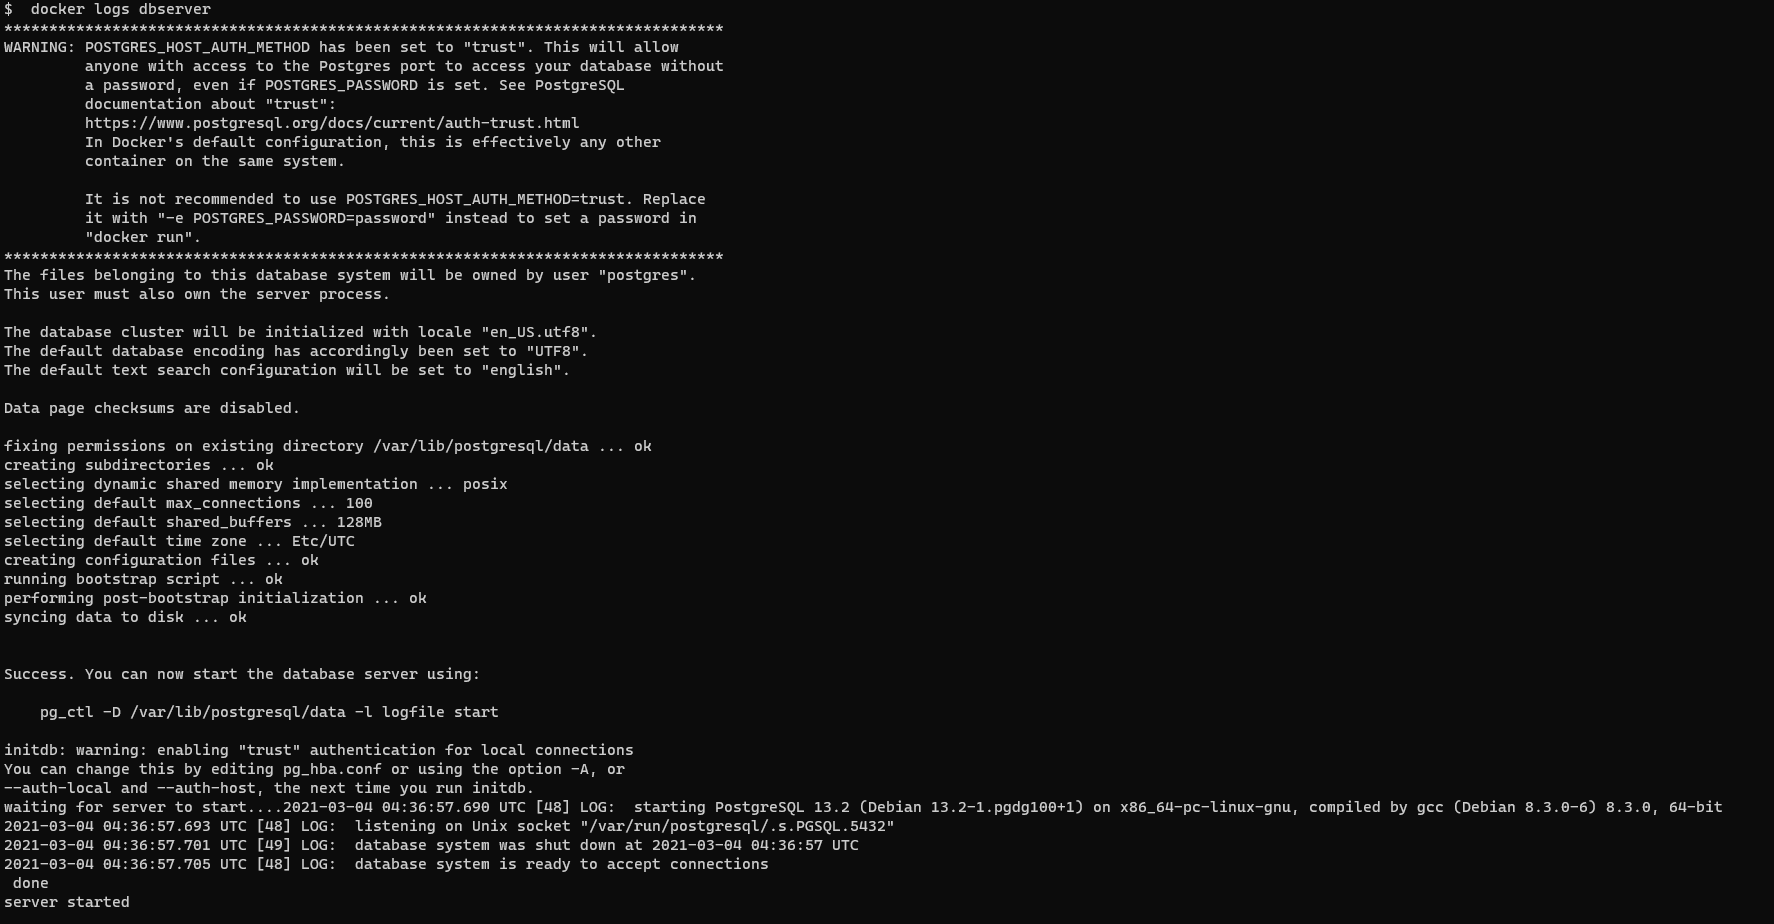 $  docker logs dbserver
********************************************************************************
WARNING: POSTGRES_HOST_AUTH_METHOD has been set to "trust". This will allow
         anyone with access to the Postgres port to access your database without
         a password, even if POSTGRES_PASSWORD is set. See PostgreSQL
         documentation about "trust":
         https://www.postgresql.org/docs/current/auth-trust.html
         In Docker's default configuration, this is effectively any other
         container on the same system.

         It is not recommended to use POSTGRES_HOST_AUTH_METHOD=trust. Replace
         it with "-e POSTGRES_PASSWORD=password" instead to set a password in
         "docker run".
********************************************************************************
The files belonging to this database system will be owned by user "postgres".
This user must also own the server process.

The database cluster will be initialized with locale "en_US.utf8".
The default database encoding has accordingly been set to "UTF8".
The default text search configuration will be set to "english".

Data page checksums are disabled.

fixing permissions on existing directory /var/lib/postgresql/data ... ok
creating subdirectories ... ok
selecting dynamic shared memory implementation ... posix
selecting default max_connections ... 100
selecting default shared_buffers ... 128MB
selecting default time zone ... Etc/UTC
creating configuration files ... ok
running bootstrap script ... ok
performing post-bootstrap initialization ... ok
syncing data to disk ... ok


Success. You can now start the database server using:

    pg_ctl -D /var/lib/postgresql/data -l logfile start

initdb: warning: enabling "trust" authentication for local connections
You can change this by editing pg_hba.conf or using the option -A, or
--auth-local and --auth-host, the next time you run initdb.
waiting for server to start....2021-03-04 04:36:57.690 UTC [48] LOG:  starting PostgreSQL 13.2 (Debian 13.2-1.pgdg100+1) on x86_64-pc-linux-gnu, compiled by gcc (Debian 8.3.0-6) 8.3.0, 64-bit
2021-03-04 04:36:57.693 UTC [48] LOG:  listening on Unix socket "/var/run/postgresql/.s.PGSQL.5432"
2021-03-04 04:36:57.701 UTC [49] LOG:  database system was shut down at 2021-03-04 04:36:57 UTC
2021-03-04 04:36:57.705 UTC [48] LOG:  database system is ready to accept connections
 done
server started